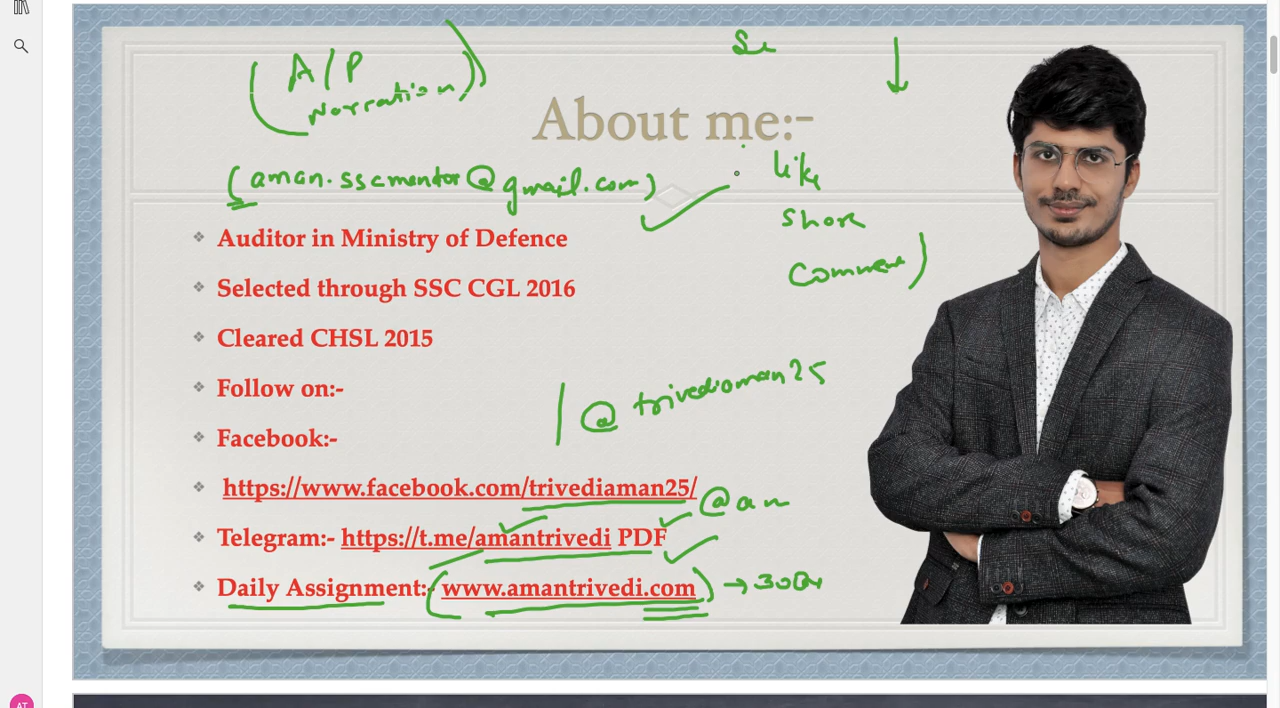 A/P
Narration
About me:-
(aman.sscmentor@gmail.com)
like
share
comment)
Auditor in Ministry of Defence
Selected through SSC CGL 2016
Cleared CHSL 2015
Follow on:-
@trivediaman25
Facebook:-
https://www.facebook.com/trivediaman25/
@an
Telegram:- https://t.me/amantrivedi PDF
Daily Assignment:- www.amantrivedi.com
AT